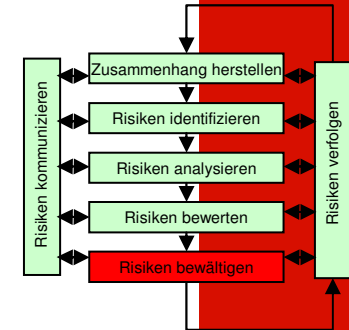 Zusammenhang herstellen
Risiken identifizieren
Risiken analysieren
Risiken bewerten
Risiken bewältigen
Risiken kommunizieren
Risiken verfolgen